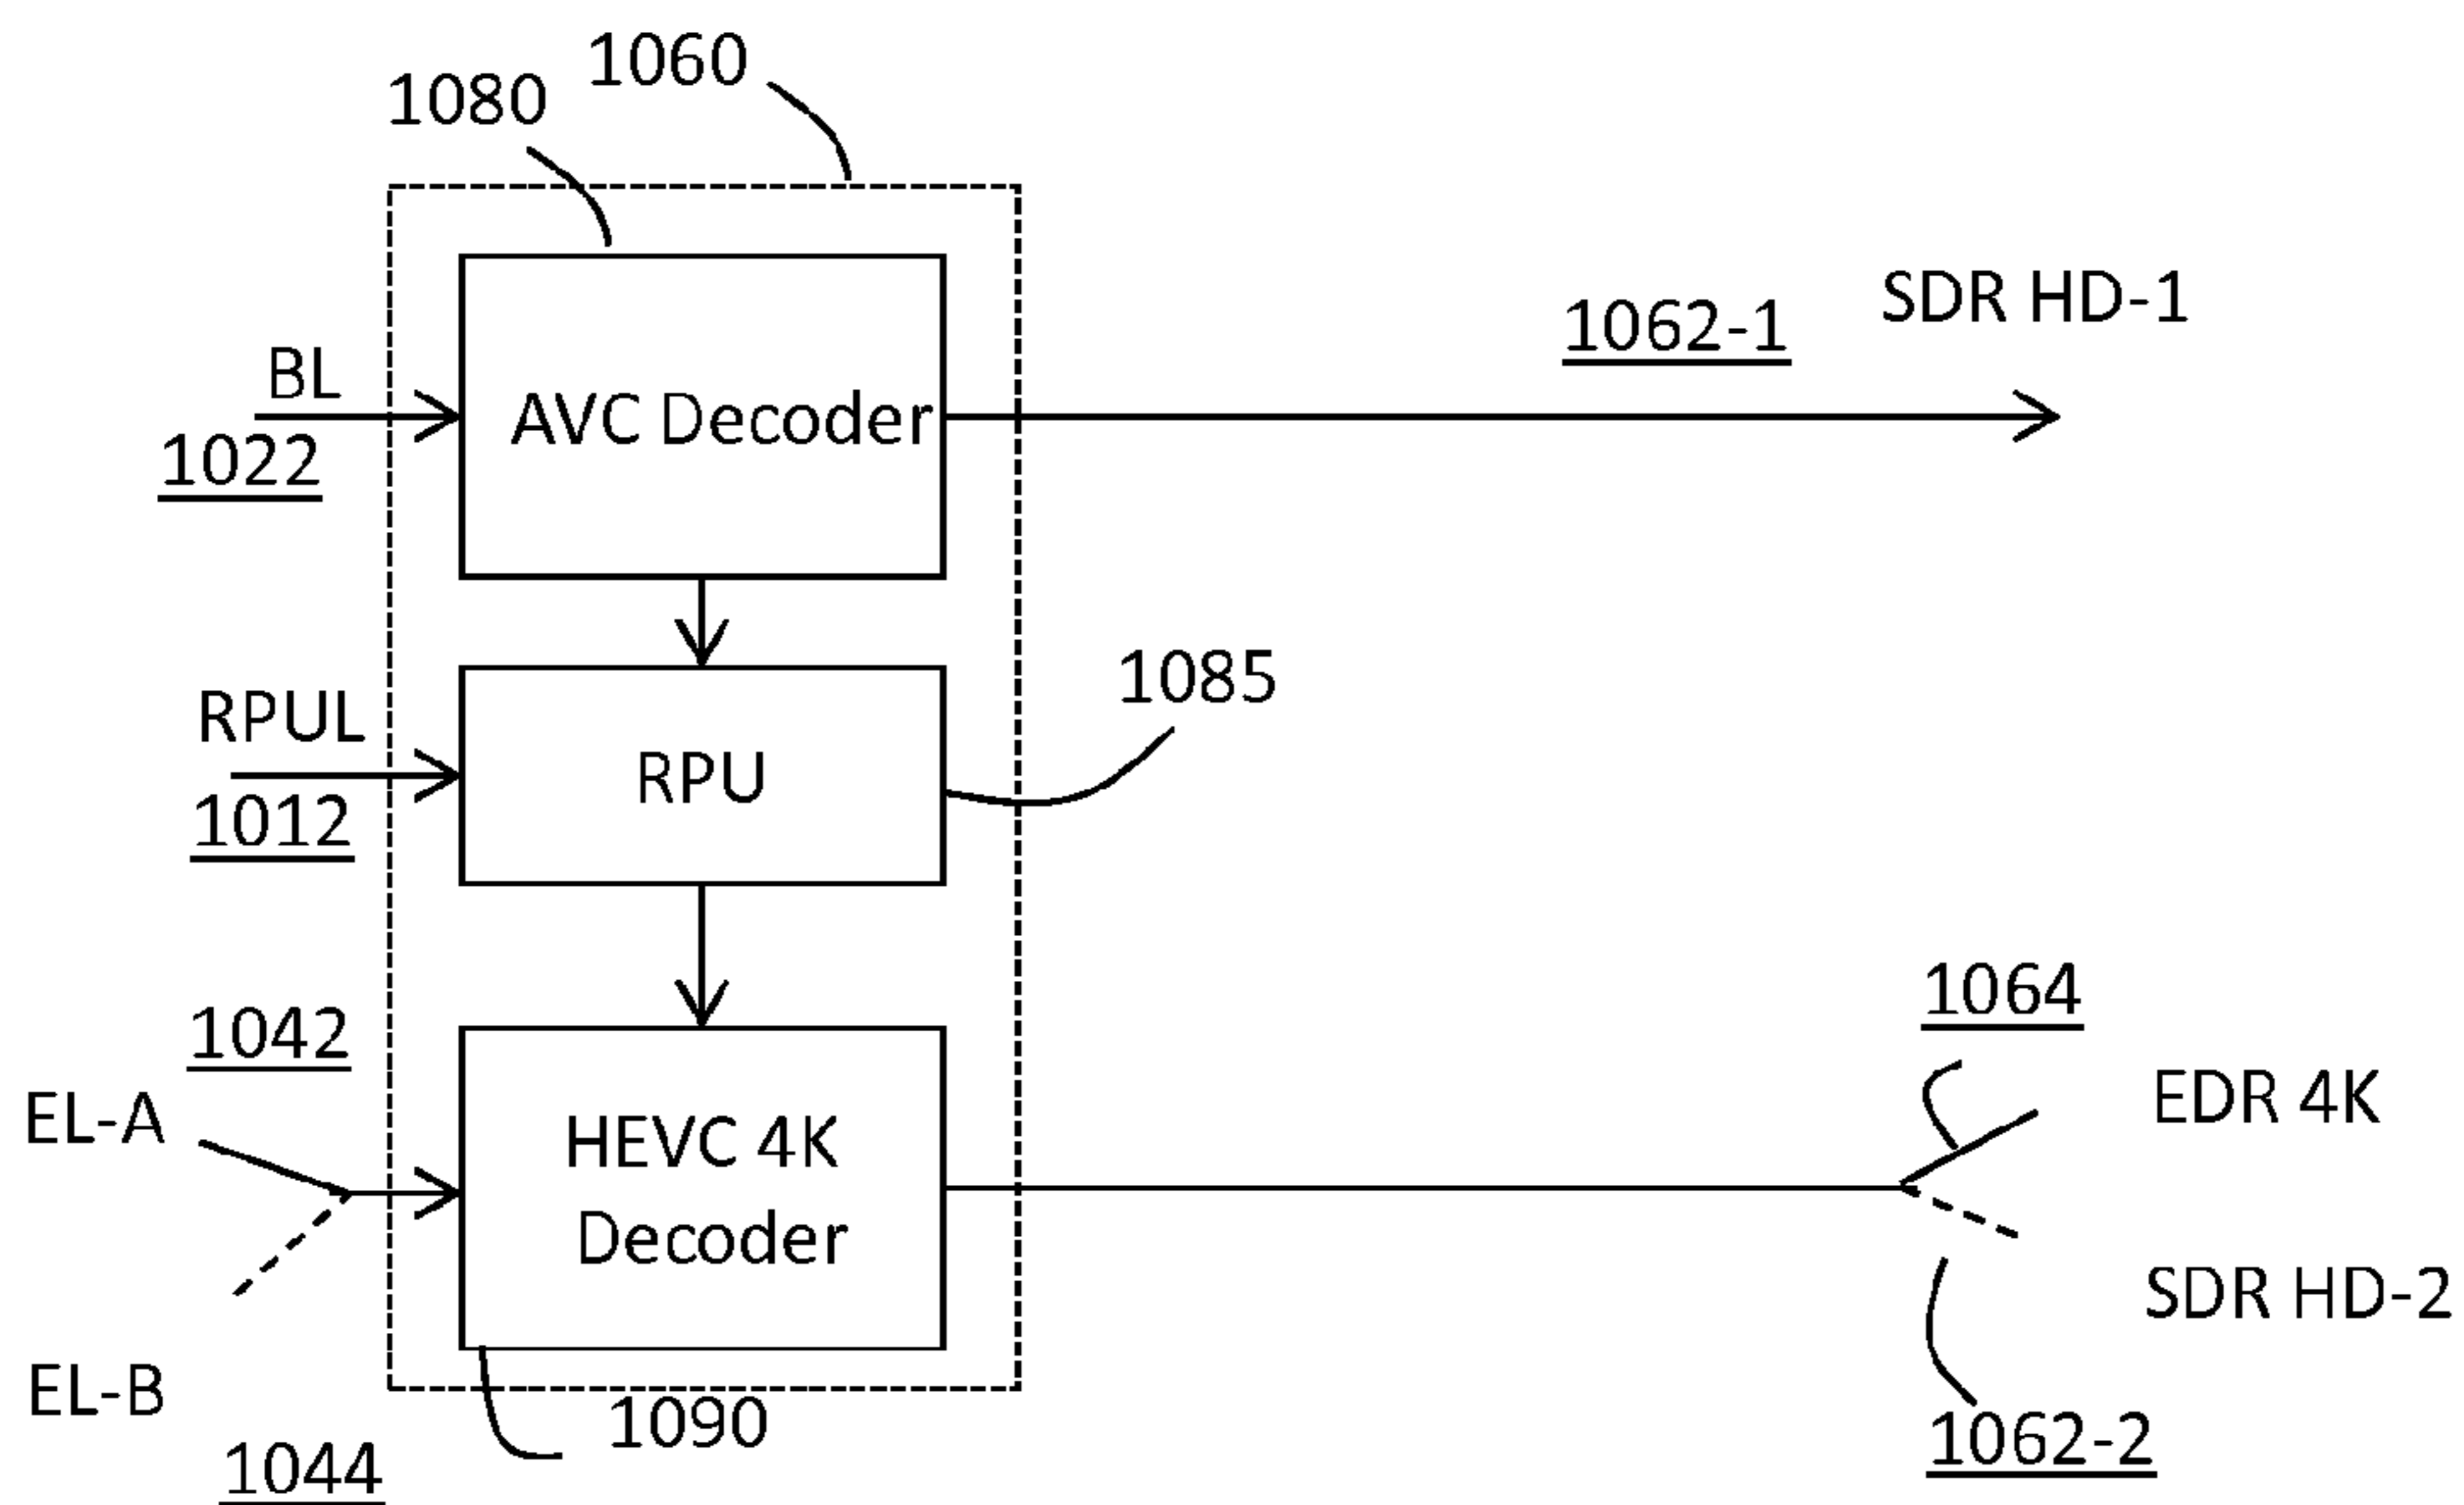 1060
1080
SDR HD-1
1062-1
BL
AVC Decoder
1022
1085
RPUL
RPU
1012
1064
1042
EDR 4K
EL-A
HEVC 4K
Decoder
SDR HD-2
EL-B
1090
1062-2
1044